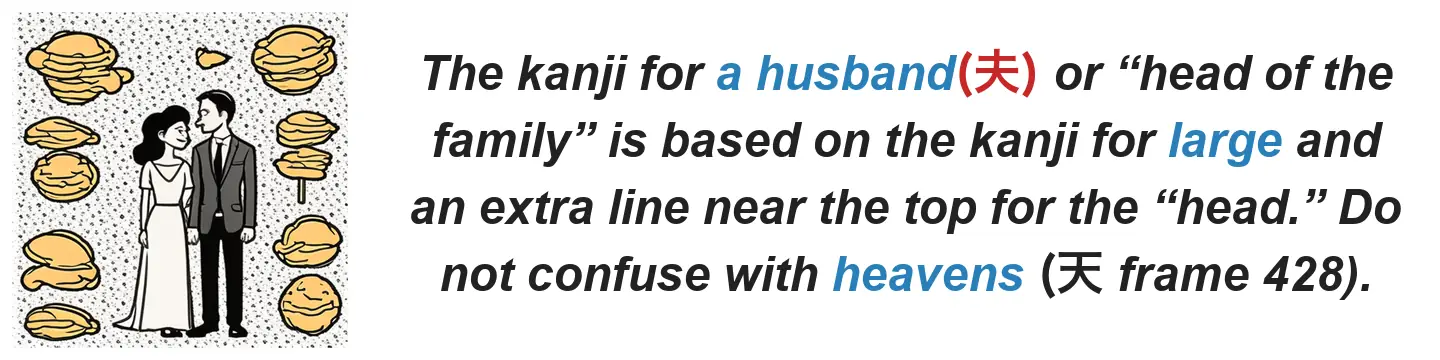 The kanji for a husband(夫) or “head of the
family” is based on the kanji for large and
an extra line near the top for the “head.” Do
not confuse with heavens (天 frame 428).